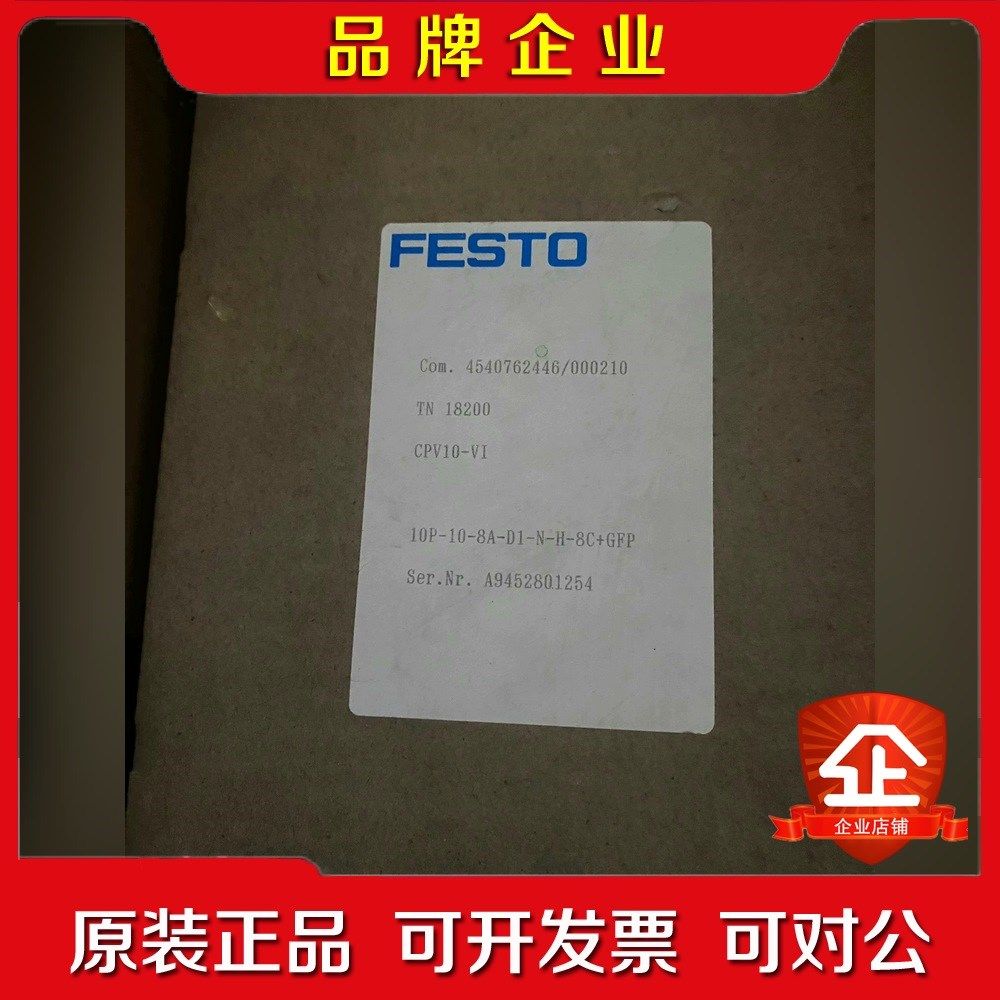 品牌企业
FESTO
Com. 4540762446/000210
TN 18200
CPV10-VI
10P-10-8A-D1-N-H-8C+GFP
Ser.Nr. A9452801254
企
企业店铺
原装正品 可开发票 可对公